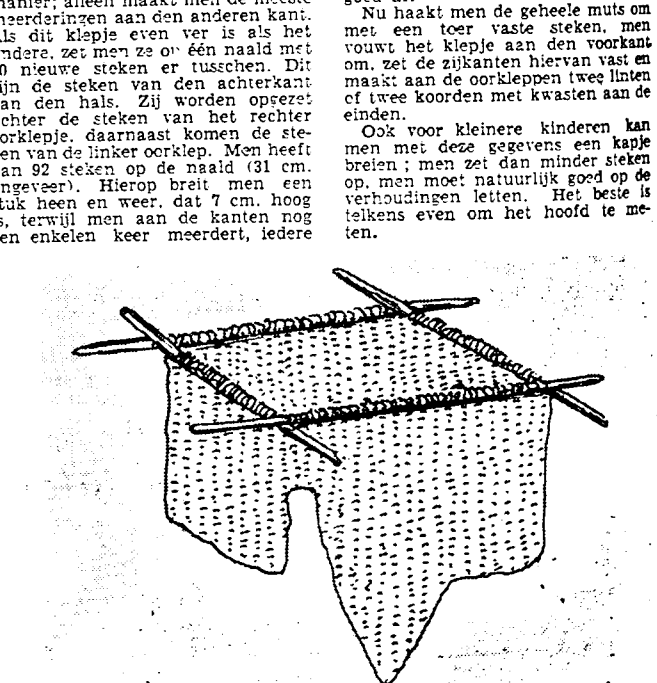 manier; alleen maakt men de meeste
meerderingen aan den anderen kant.
Als dit klepje even ver is als het
andere, zet men ze op één naald met
nieuwe steken er tusschen. Dit
zijn de steken van den achterkant
van den hals. Zij worden opgezet
achter de steken van het rechter
oorklepje, daarnaast komen de ste-
ken van de linker oorklep. Men heeft
dan 92 steken op de naald (31 cm.
ongeveer). Hierop breit men een
stuk heen en weer, dat 7 cm. hoog
is, terwijl men aan de kanten nog
een enkelen keer meerdert, iedere
Nu haakt men de geheele muts om
met een toer vaste steken, men
vouwt het klepje aan den voorkant
om, zet de zijkanten hiervan vast en
maakt aan de oorkleppen twee linten
of twee koorden met kwasten aan de
einden.
Ook voor kleinere kinderen kan
men met deze gegevens een kapje
breien ; men zet dan minder steken
op, men moet natuurlijk goed op de
verhoudingen letten. Het beste is
telkens even om het hoofd te me-
ten.